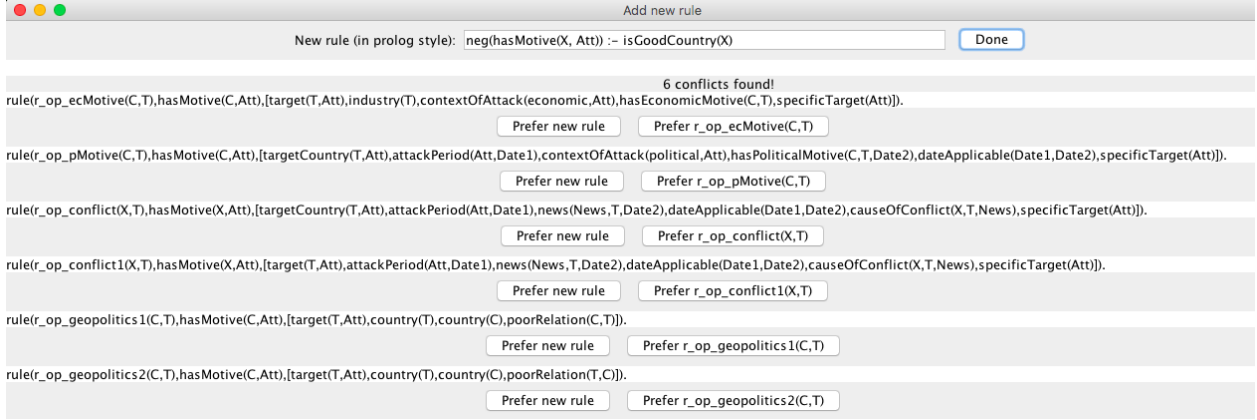 Add new rule
New rule (in prolog style): neg(hasMotive(X, Att)) :- isGoodCountry(X) Done
6 conflicts found!
rule(r_op_ecMotive(C,T),hasMotive(C,Att),[target(T,Att),industry(T),contextOfAttack(economic,Att),hasEconomicMotive(C,T),specificTarget(Att)]).
Prefer new rule Prefer r_op_ecMotive(C,T)
rule(r_op_pMotive(C,T),hasMotive(C,Att),[targetCountry(T,Att),attackPeriod(Att,Date1),contextOfAttack(political,Att),hasPoliticalMotive(C,T,Date2),dateApplicable(Date1,Date2),specificTarget(Att)]).
Prefer new rule Prefer r_op_pMotive(C,T)
rule(r_op_conflict(X,T),hasMotive(X,Att),[targetCountry(T,Att),attackPeriod(Att,Date1),news(News,T,Date2),dateApplicable(Date1,Date2),causeOfConflict(X,T,News),specificTarget(Att)]).
Prefer new rule Prefer r_op_conflict(X,T)
rule(r_op_conflict1(X,T),hasMotive(X,Att),[target(T,Att),attackPeriod(Att,Date1),news(News,T,Date2),dateApplicable(Date1,Date2),causeOfConflict(X,T,News),specificTarget(Att)]).
Prefer new rule Prefer r_op_conflict1(X,T)
rule(r_op_geopolitics1(C,T),hasMotive(C,Att),[target(T,Att),country(T),country(C),poorRelation(C,T)]).
Prefer new rule Prefer r_op_geopolitics1(C,T)
rule(r_op_geopolitics2(C,T),hasMotive(C,Att),[target(T,Att),country(T),country(C),poorRelation(T,C)]).
Prefer new rule Prefer r_op_geopolitics2(C,T)